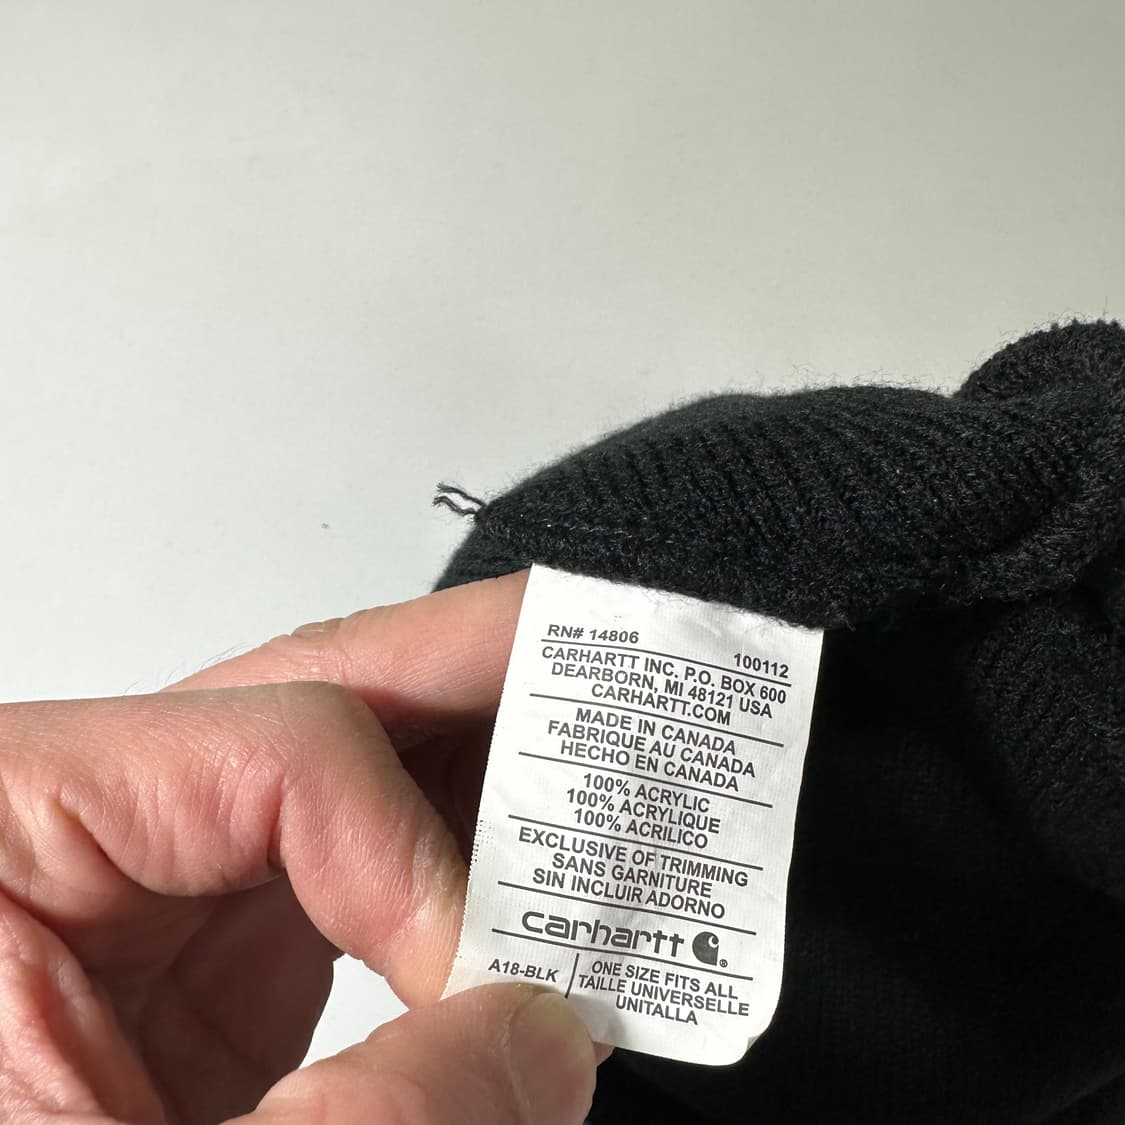 RN# 14806 100112
CARHARTT INC. P.O. BOX 600
DEARBORN, MI 48121 USA
CARHARTT.COM
MADE IN CANADA
FABRIQUE AU CANADA
HECHO EN CANADA
100% ACRYLIC
100% ACRYLIQUE
100% ACRILICO
EXCLUSIVE OF TRIMMING
SANS GARNITURE
SIN INCLUIR ADORNO
carhartt ®
A18-BLK
ONE SIZE FITS ALL
TAILLE UNIVERSELLE
UNITALLA